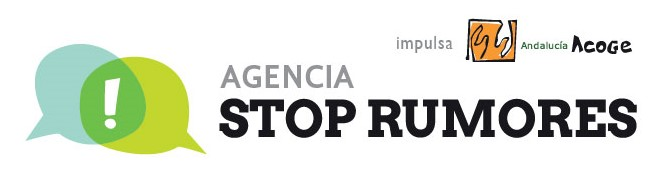 impulsa Andalucía Acoge
!
AGENCIA
STOP RUMORES